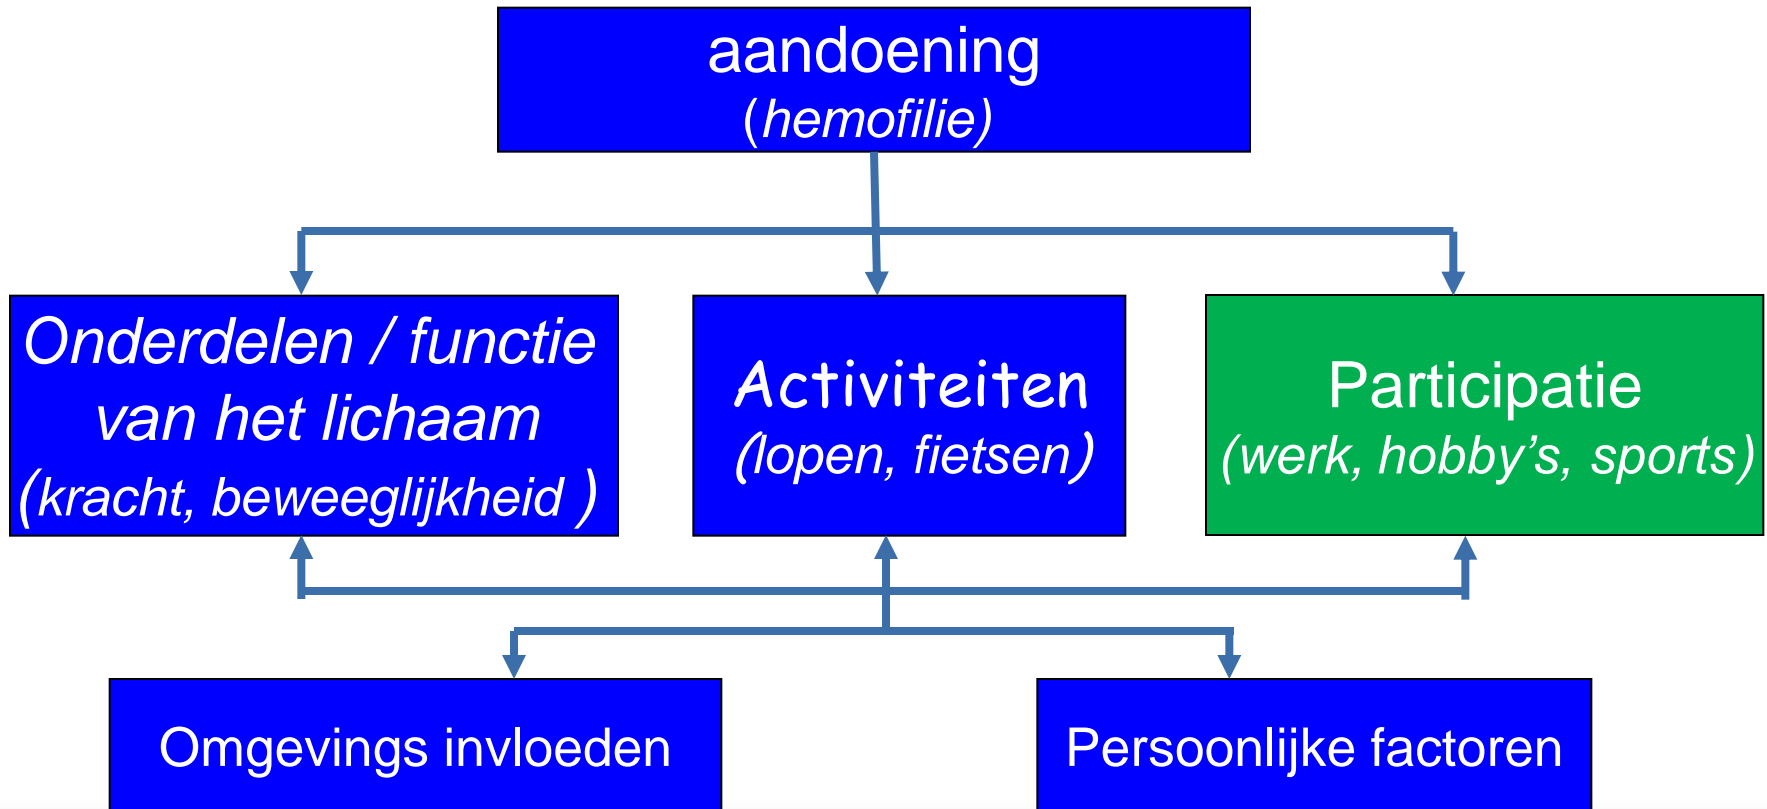 aandoening
(hemofilie)
Onderdelen / functie
van het lichaam
(kracht, beweeglijkheid )
Activiteiten
(lopen, fietsen)
Participatie
(werk, hobby’s, sports)
Omgevings invloeden
Persoonlijke factoren